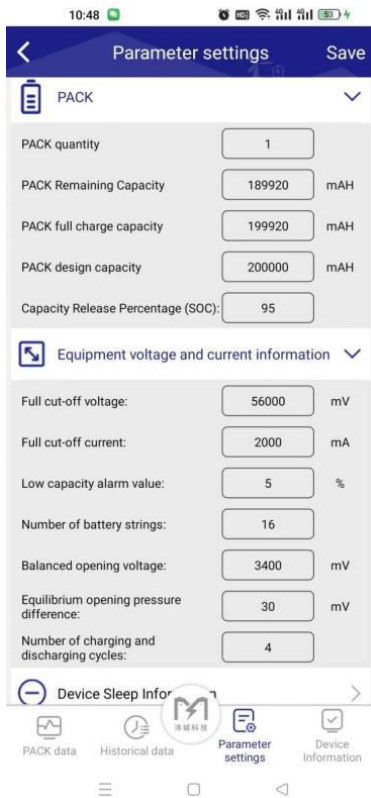 10:48
53
Parameter settings
Save
PACK
PACK quantity
1
PACK Remaining Capacity
189920
mAH
PACK full charge capacity
199920
mAH
PACK design capacity
200000
mAH
Capacity Release Percentage (SOC):
95
Equipment voltage and current information
Full cut-off voltage:
56000
mV
Full cut-off current:
2000
mA
Low capacity alarm value:
5
%
Number of battery strings:
16
Balanced opening voltage:
3400
mV
Equilibrium opening pressure
difference:
30
mV
Number of charging and
discharging cycles:
4
Device Sleep
PACK data
Historical data
Parameter
settings
Device
Information